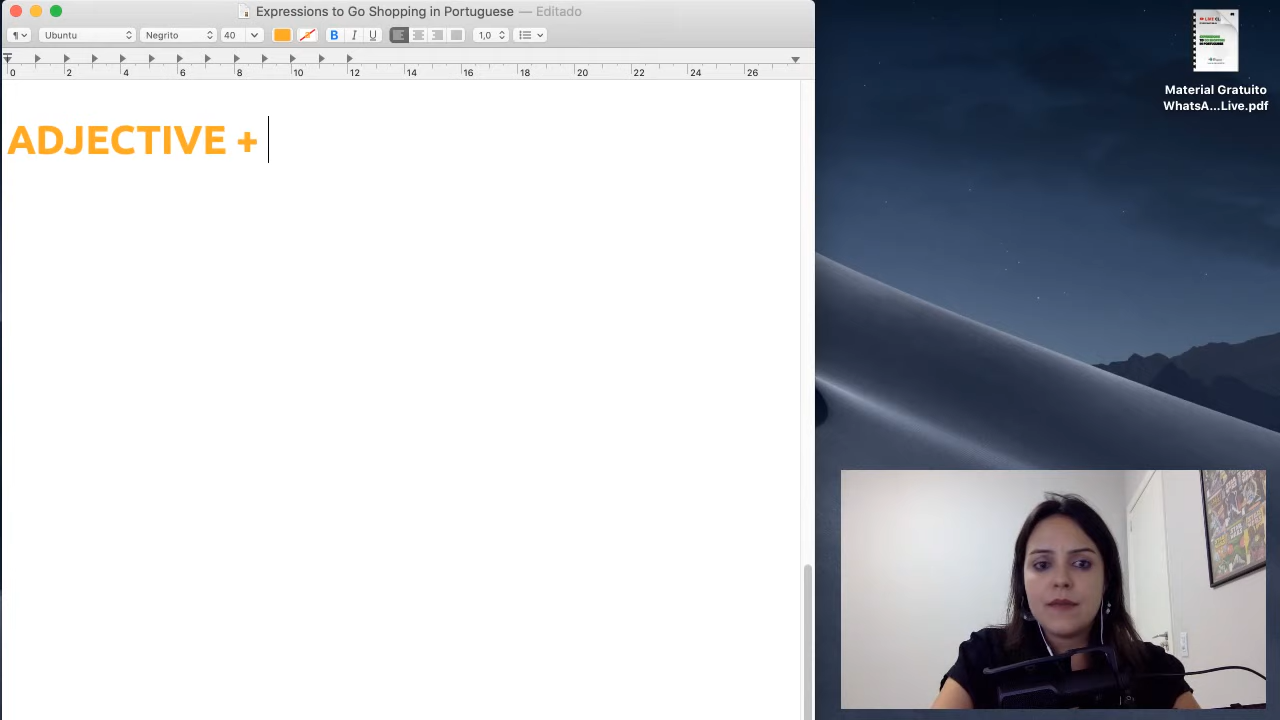 Expressions to Go Shopping in Portuguese — Editado
¶ Ubuntu Negrito 40 B I U 1,0
0 2 4 6 8 10 12 14 16 18 20 22 24 26
ADJECTIVE +
Material Gratuito
WhatsA...Live.pdf